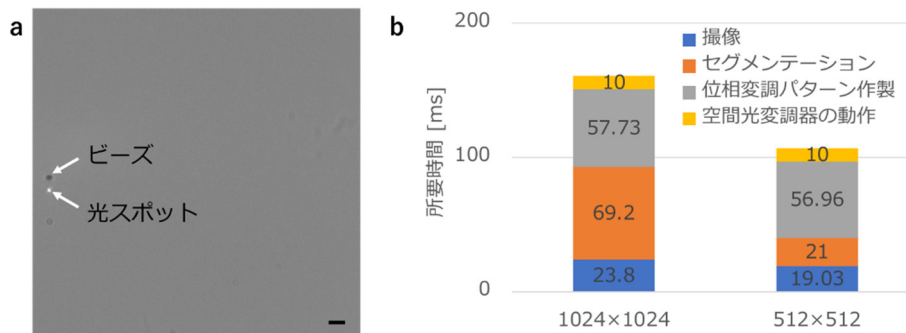 a
ビーズ
光スポット
b
所要時間 [ms]
200
100
0
撮像
セグメンテーション
位相変調パターン作製
空間光変調器の動作
10
57.73
69.2
23.8
10
56.96
21
19.03
1024×1024
512×512